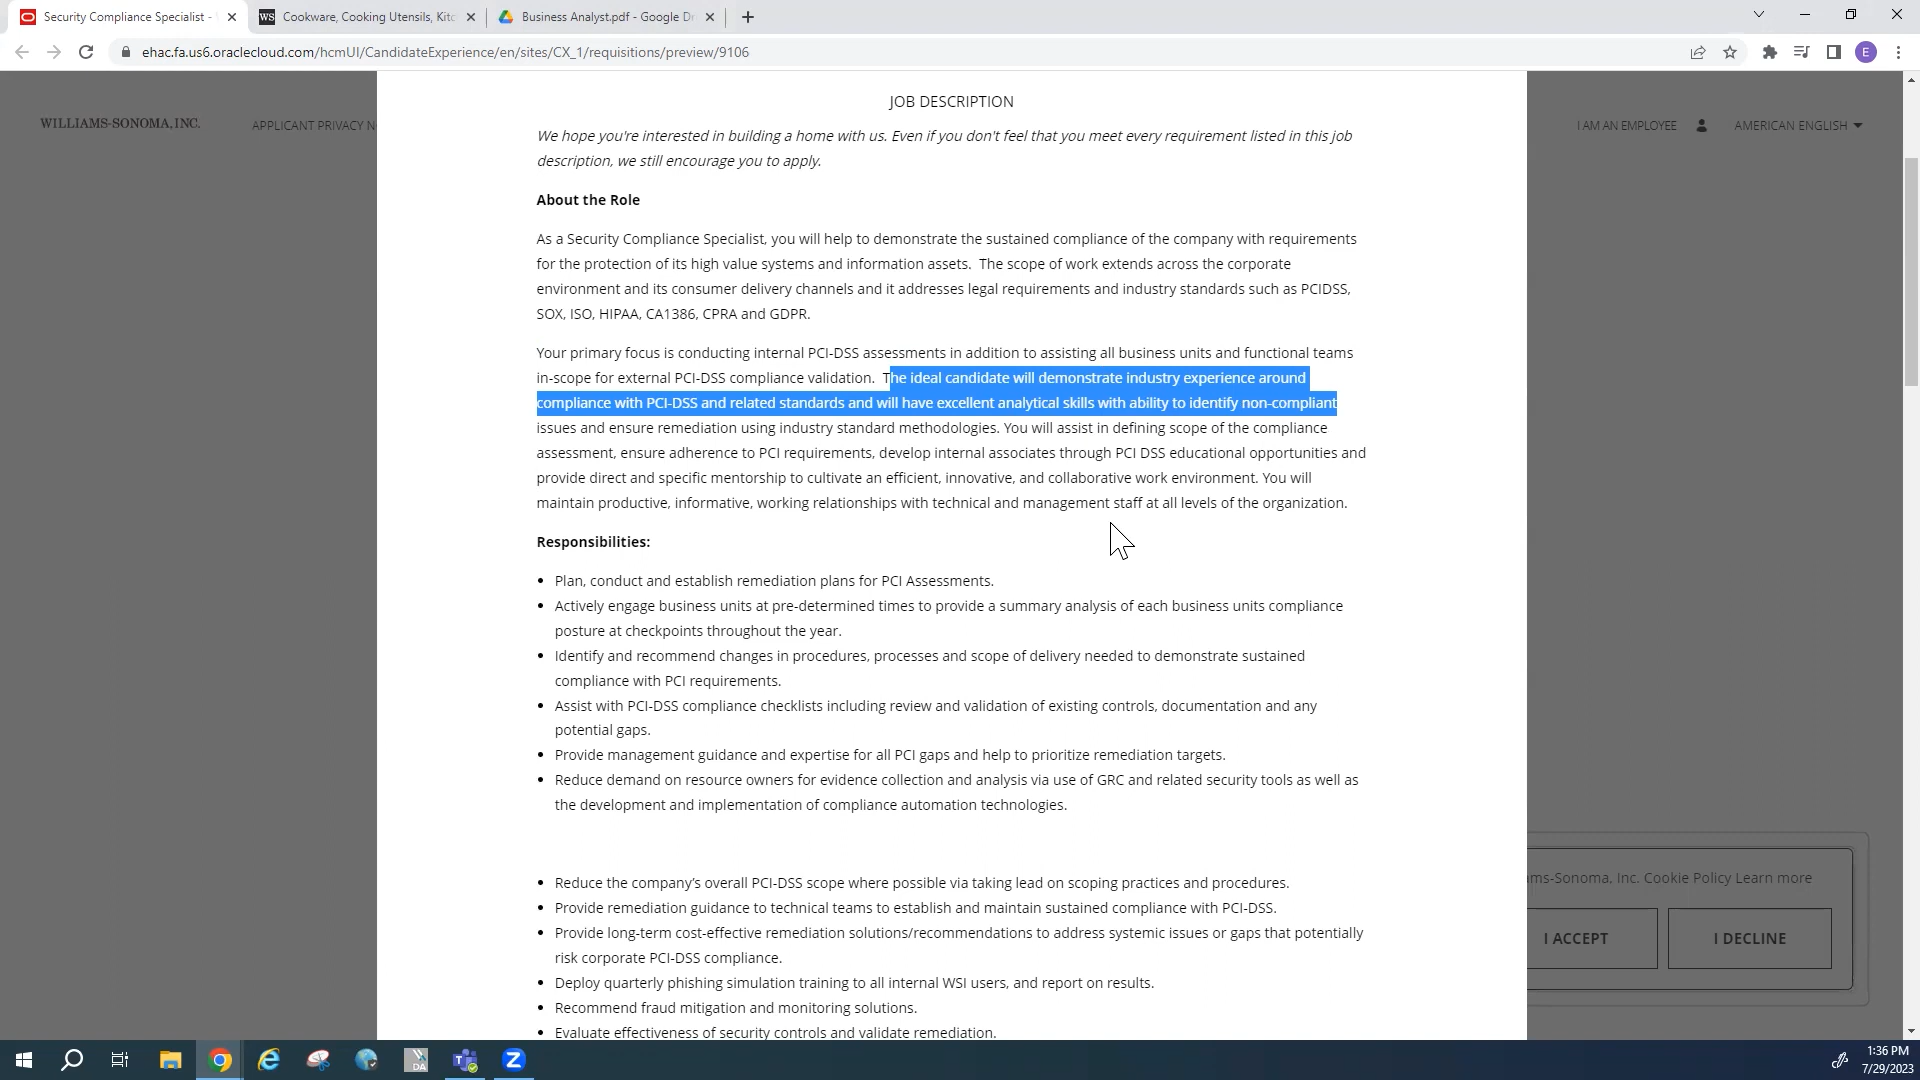 Security Compliance Specialist -
Cookware, Cooking Utensils, Kitc
Business Analyst.pdf - Google Dr
ehac.fa.us6.oraclecloud.com/hcmUI/CandidateExperience/en/sites/CX_1/requisitions/preview/9106
E
WILLIAMS-SONOMA, INC.
APPLICANT PRIVACY N
I AM AN EMPLOYEE
AMERICAN ENGLISH
JOB DESCRIPTION
We hope you're interested in building a home with us. Even if you don't feel that you meet every requirement listed in this job
description, we still encourage you to apply.
About the Role
As a Security Compliance Specialist, you will help to demonstrate the sustained compliance of the company with requirements
for the protection of its high value systems and information assets. The scope of work extends across the corporate
environment and its consumer delivery channels and it addresses legal requirements and industry standards such as PCIDSS,
SOX, ISO, HIPAA, CA1386, CPRA and GDPR.
Your primary focus is conducting internal PCI-DSS assessments in addition to assisting all business units and functional teams
in-scope for external PCI-DSS compliance validation. The ideal candidate will demonstrate industry experience around
compliance with PCI-DSS and related standards and will have excellent analytical skills with ability to identify non-compliant
issues and ensure remediation using industry standard methodologies. You will assist in defining scope of the compliance
assessment, ensure adherence to PCI requirements, develop internal associates through PCI DSS educational opportunities and
provide direct and specific mentorship to cultivate an efficient, innovative, and collaborative work environment. You will
maintain productive, informative, working relationships with technical and management staff at all levels of the organization.
Responsibilities:
• Plan, conduct and establish remediation plans for PCI Assessments.
• Actively engage business units at pre-determined times to provide a summary analysis of each business units compliance
posture at checkpoints throughout the year.
• Identify and recommend changes in procedures, processes and scope of delivery needed to demonstrate sustained
compliance with PCI requirements.
• Assist with PCI-DSS compliance checklists including review and validation of existing controls, documentation and any
potential gaps.
• Provide management guidance and expertise for all PCI gaps and help to prioritize remediation targets.
• Reduce demand on resource owners for evidence collection and analysis via use of GRC and related security tools as well as
the development and implementation of compliance automation technologies.
• Reduce the company's overall PCI-DSS scope where possible via taking lead on scoping practices and procedures.
• Provide remediation guidance to technical teams to establish and maintain sustained compliance with PCI-DSS.
• Provide long-term cost-effective remediation solutions/recommendations to address systemic issues or gaps that potentially
risk corporate PCI-DSS compliance.
• Deploy quarterly phishing simulation training to all internal WSI users, and report on results.
• Recommend fraud mitigation and monitoring solutions.
• Evaluate effectiveness of security controls and validate remediation.
ms-Sonoma, Inc. Cookie Policy Learn more
I ACCEPT
I DECLINE
1:36 PM
7/29/2023